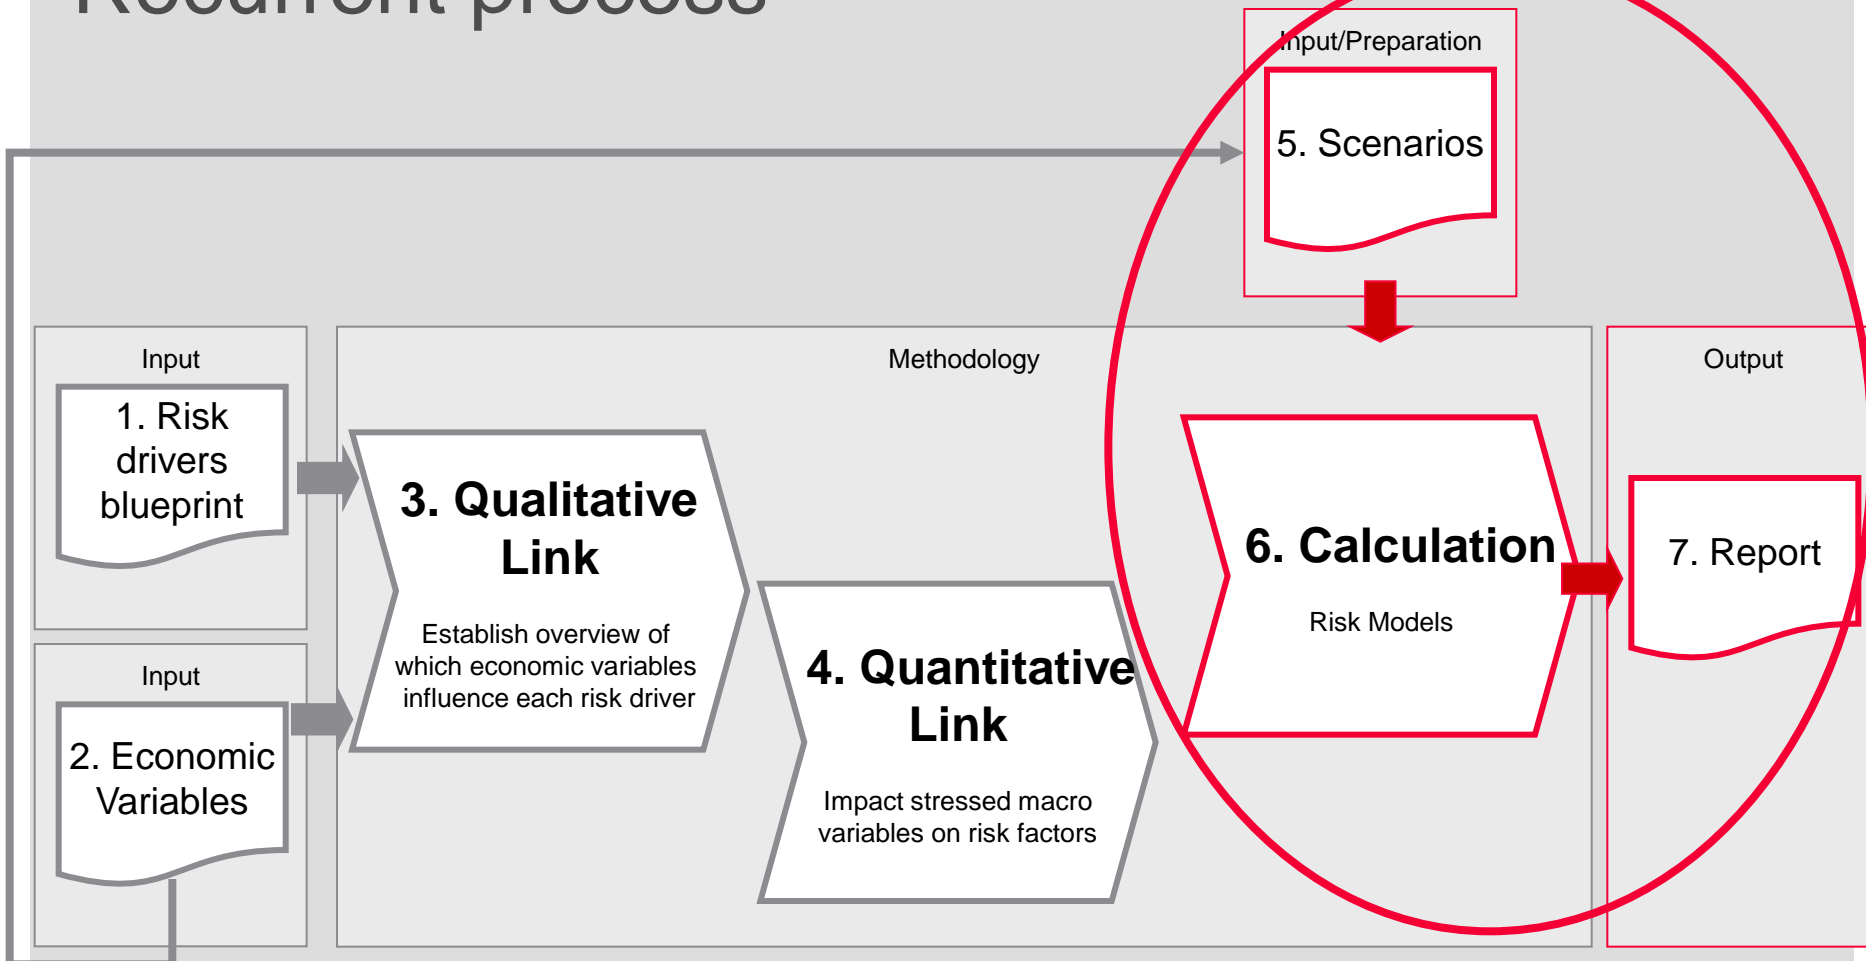 Recurrent process
Input/Preparation
5. Scenarios
Input
1. Risk
drivers
blueprint
Input
2. Economic
Variables
Methodology
3. Qualitative
Link
Establish overview of
which economic variables
influence each risk driver
4. Quantitative
Link
Impact stressed macro
variables on risk factors
6. Calculation
Risk Models
Output
7. Report